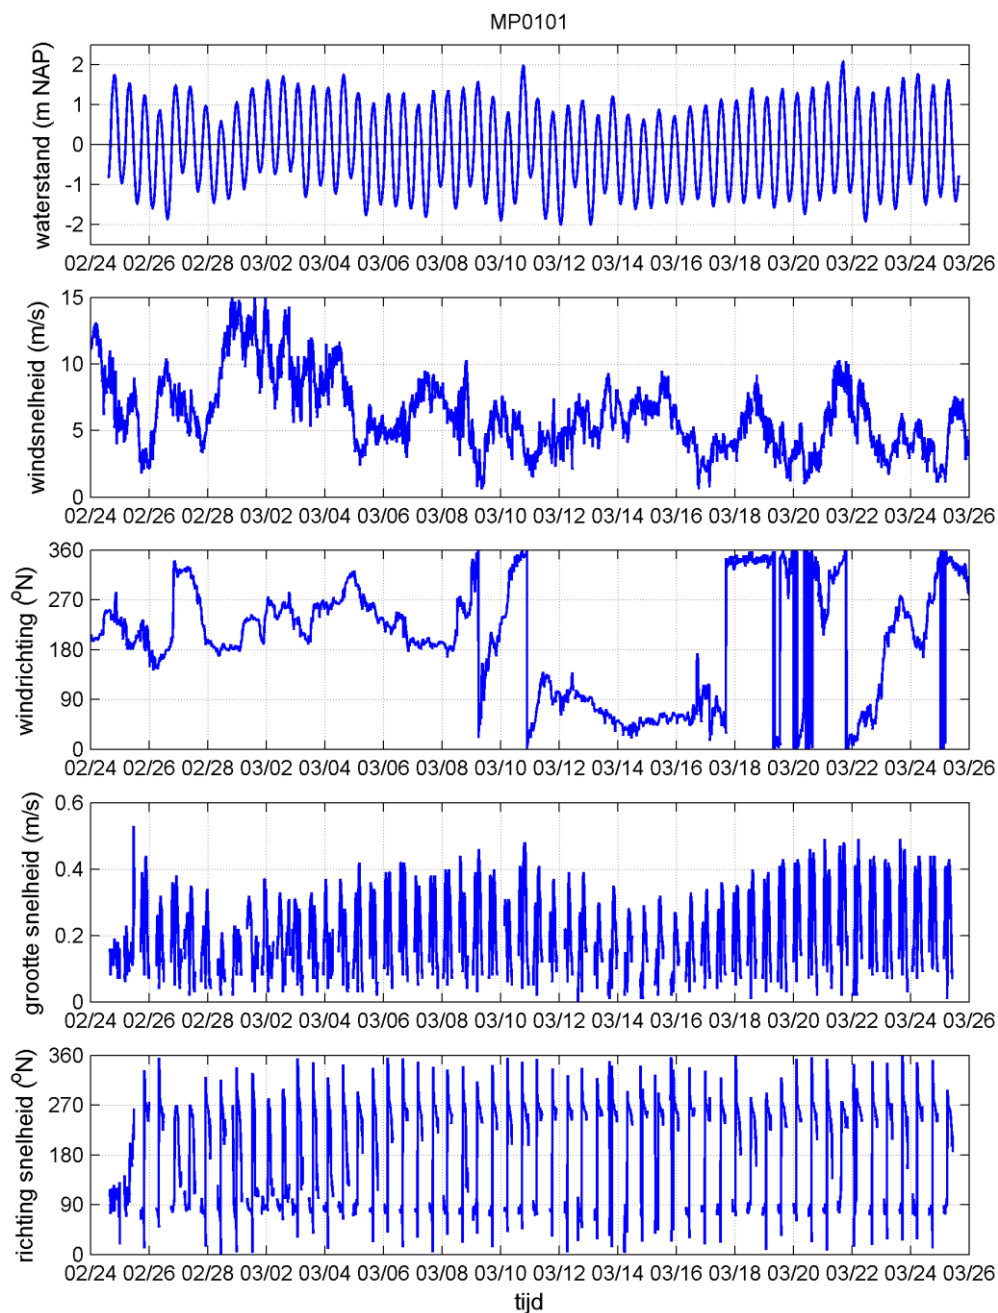 MP0101
waterstand (m NAP)
2
1
0
-1
-2
02/24 02/26 02/28 03/02 03/04 03/06 03/08 03/10 03/12 03/14 03/16 03/18 03/20 03/22 03/24 03/26
windsnelheid (m/s)
15
10
5
0
02/24 02/26 02/28 03/02 03/04 03/06 03/08 03/10 03/12 03/14 03/16 03/18 03/20 03/22 03/24 03/26
windrichting (°N)
360
270
180
90
0
02/24 02/26 02/28 03/02 03/04 03/06 03/08 03/10 03/12 03/14 03/16 03/18 03/20 03/22 03/24 03/26
grootte snelheid (m/s)
0.6
0.4
0.2
0
02/24 02/26 02/28 03/02 03/04 03/06 03/08 03/10 03/12 03/14 03/16 03/18 03/20 03/22 03/24 03/26
richting snelheid (°N)
360
270
180
90
0
02/24 02/26 02/28 03/02 03/04 03/06 03/08 03/10 03/12 03/14 03/16 03/18 03/20 03/22 03/24 03/26
tijd